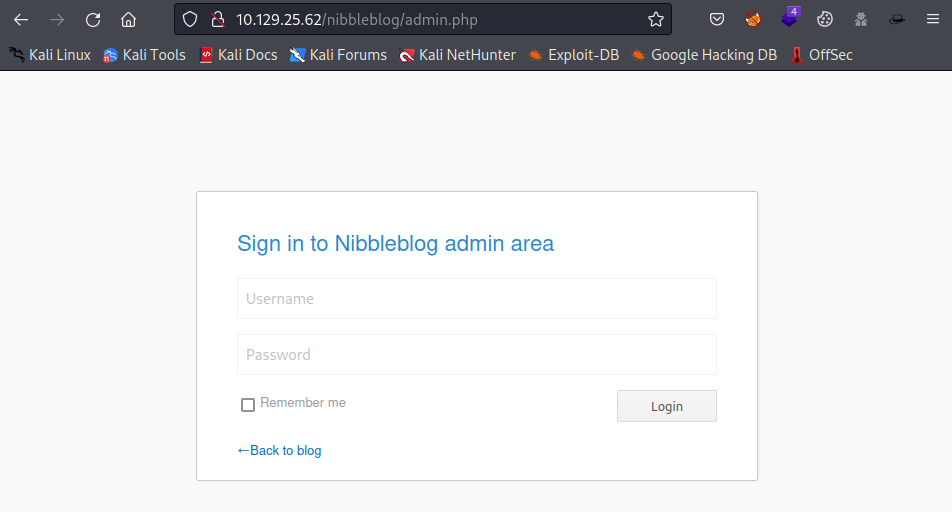 10.129.25.62/nibbleblog/admin.php
4
Kali Linux Kali Tools Kali Docs Kali Forums Kali NetHunter Exploit-DB Google Hacking DB OffSec
Sign in to Nibbleblog admin area
Username
Password
Remember me Login
←Back to blog